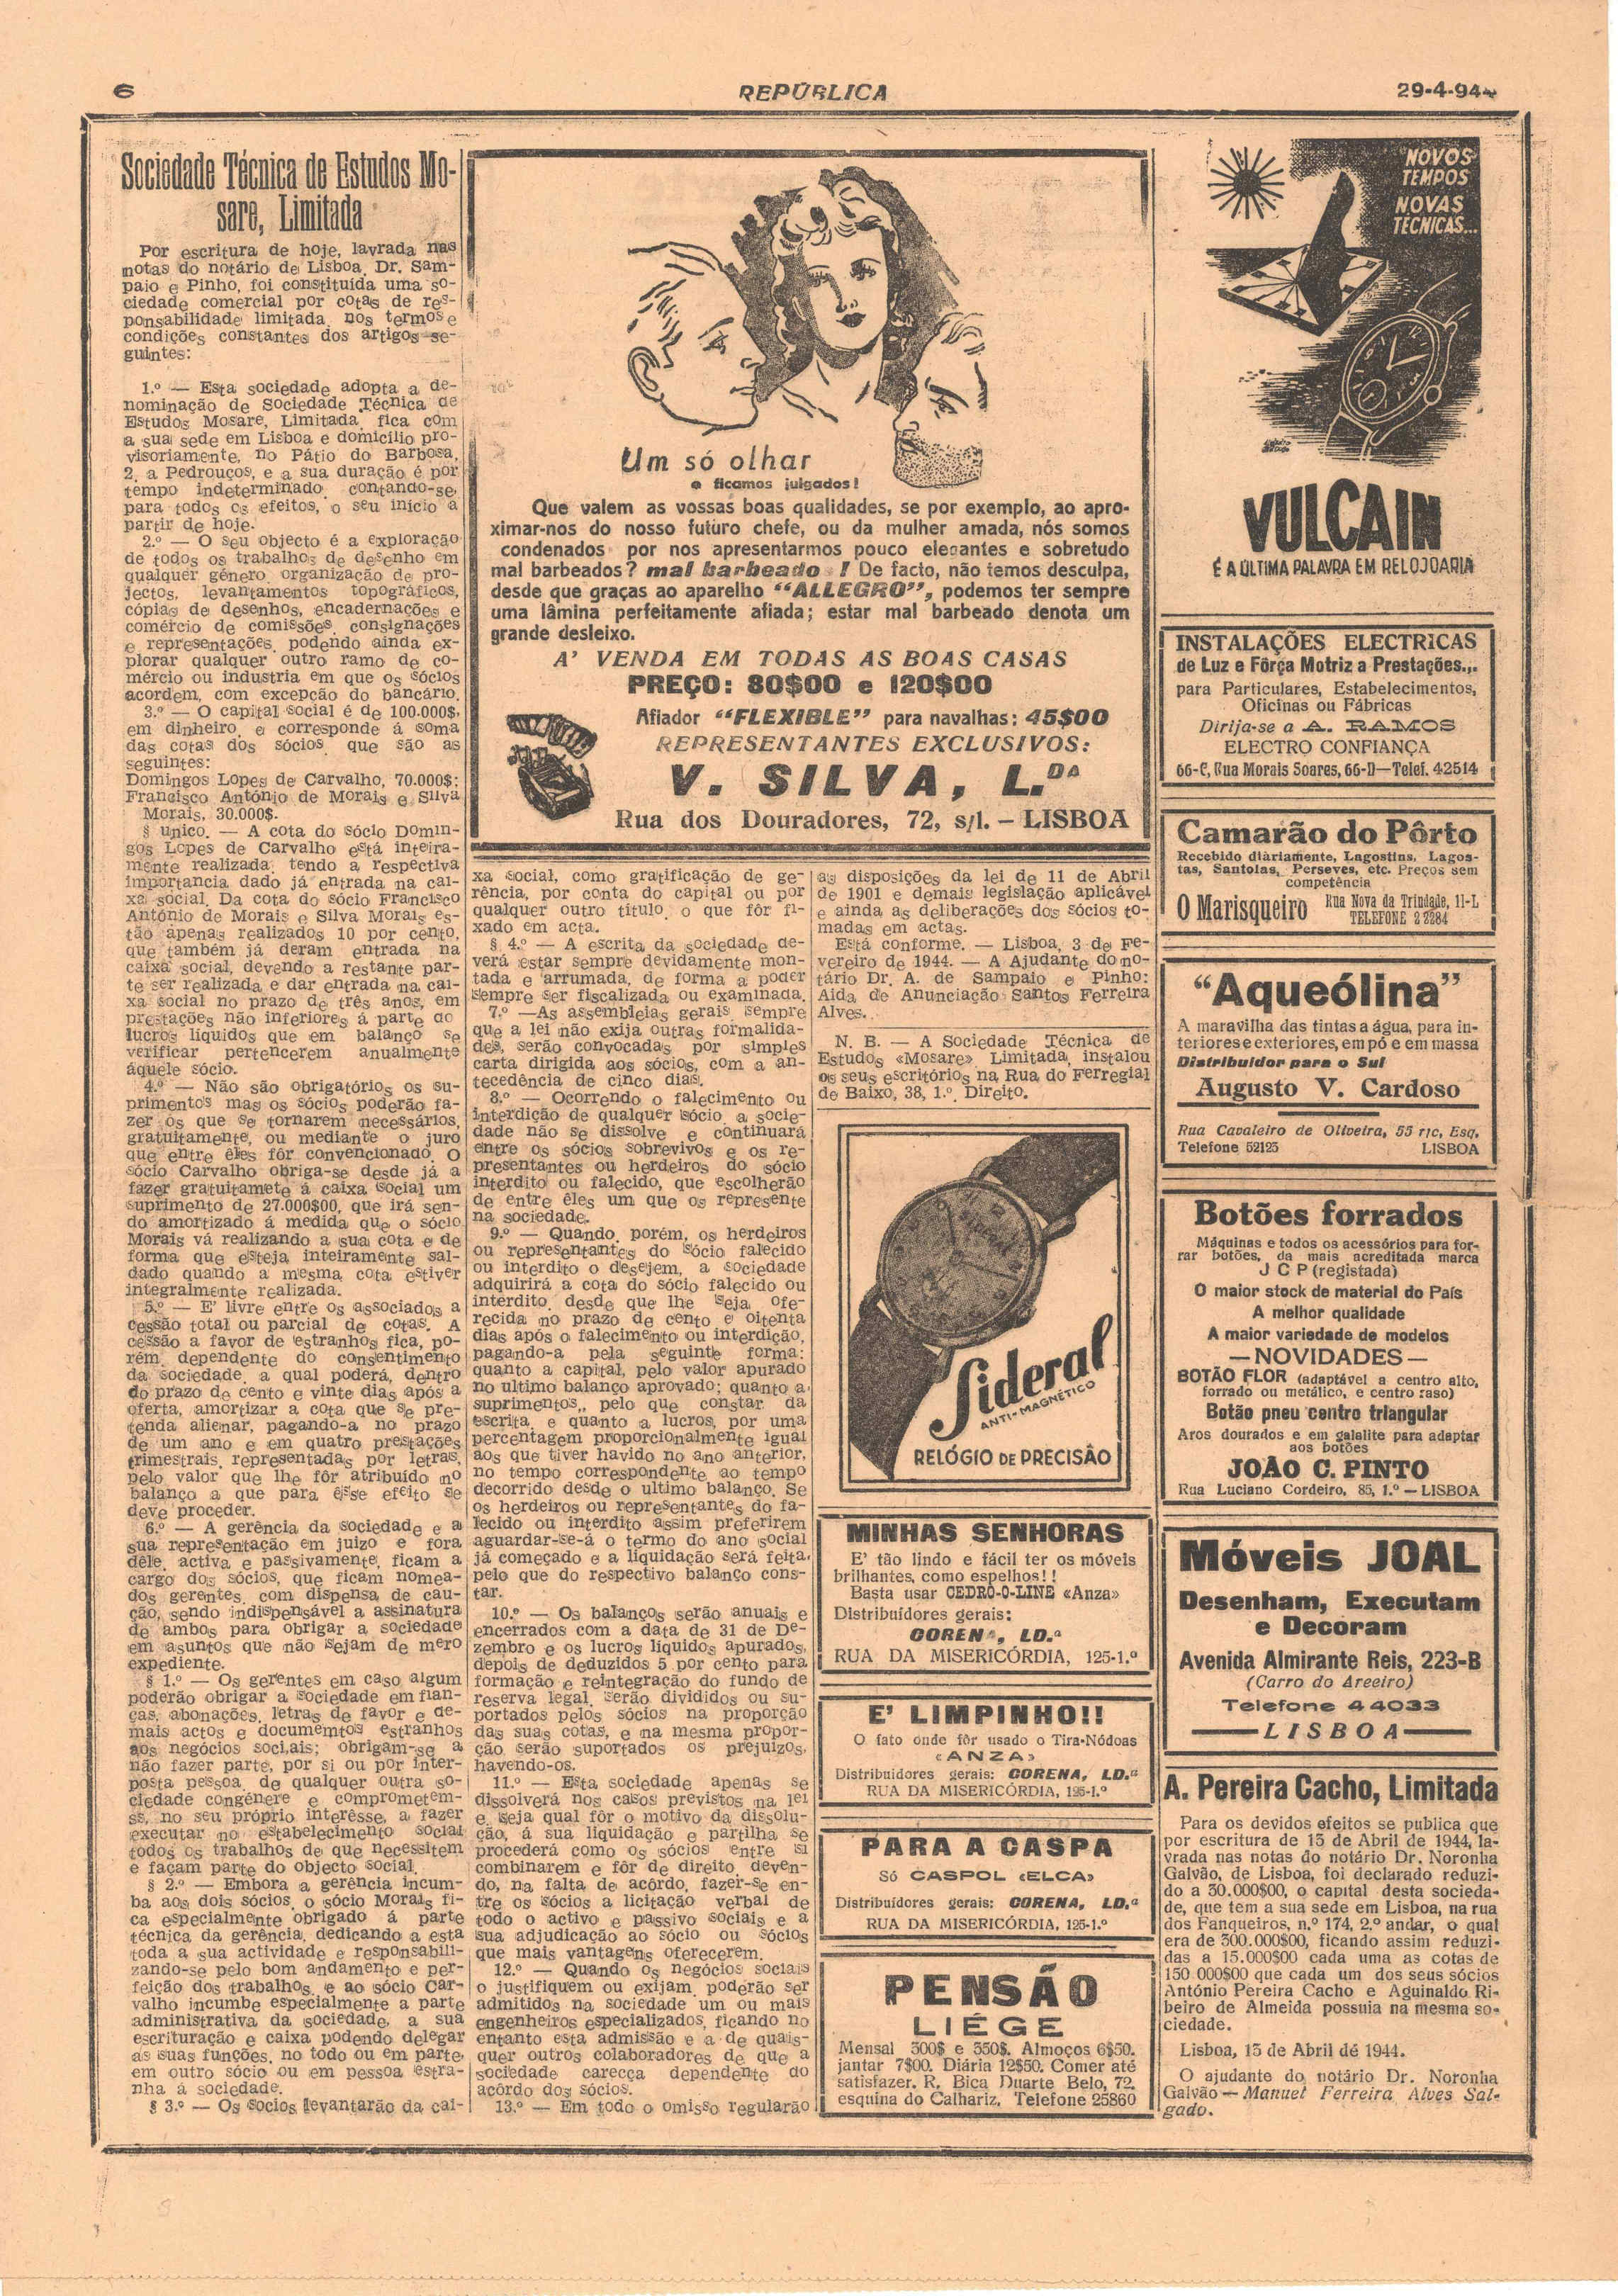 6
REPÚBLICA
29-4-944
Sociedade Técnica de Estudos Mo-
sare, Limitada
Por escritura de hoje, lavrada nas
notas do notário de Lisboa, Dr. Sam-
paio e Pinho, foi constituída uma so-
ciedade comercial por cotas de res-
ponsabilidade limitada nos termos e
condições constantes dos artigos se-
guintes:
1.º — Esta sociedade adopta a de-
nominação de Sociedade Técnica de
Estudos Mosare, Limitada, fica com
a sua sede em Lisboa e domicílio pro-
visoriamente, no Pátio do Barbosa,
2, a Pedrouços, e a sua duração é por
tempo indeterminado, contando-se,
para todos os efeitos, o seu início a
partir de hoje.
2.º — O seu objecto é a exploração
de todos os trabalhos de desenho em
qualquer género, organização de pro-
jectos, levantamentos topográficos,
cópias de desenhos, encadernações e
comércio de comissões, consignações
e representações, podendo ainda ex-
plorar qualquer outro ramo de co-
mércio ou industria em que os sócios
acordem, com excepção do bancário.
3.º — O capital social é de 100.000$,
em dinheiro, e corresponde á soma
das cotas dos sócios, que são as
seguintes:
Domingos Lopes de Carvalho, 70.000$;
Francisco António de Morais e Silva
Morais, 30.000$.
§ unico. — A cota do sócio Domin-
gos Lopes de Carvalho está inteira-
mente realizada, tendo a respectiva
importancia dado já entrada na cai-
xa social. Da cota do sócio Francisco
António de Morais e Silva Morais es-
tão apenas realizados 10 por cento,
que também já deram entrada na
caixa social, devendo a restante par-
te ser realizada e dar entrada na cai-
xa social no prazo de três anos, em
prestações não inferiores á parte do
lucros líquidos que em balanço se
verificar pertencerem anualmente
áquele sócio.
4.º — Não são obrigatórios os su-
primentos mas os sócios poderão fa-
zer os que se tornarem necessários,
gratuitamente, ou mediante o juro
que entre êles fôr convencionado. O
sócio Carvalho obriga-se desde já a
fazer gratuitamete á caixa social um
suprimento de 27.000$00, que irá sen-
do amortizado á medida que o sócio
Morais vá realizando a sua cota e de
forma que esteja inteiramente sal-
dado quando a mesma cota estiver
integralmente realizada.
5.º — E' livre entre os associados a
cessão total ou parcial de cotas. A
cessão a favor de estranhos fica, po-
rém, dependente do consentimento
da sociedade, a qual poderá, dentro
do prazo de cento e vinte dias após a
oferta, amortizar a cota que se pre-
tenda alienar, pagando-a no prazo
de um ano e em quatro prestações
trimestrais, representadas por letras,
pelo valor que lhe fôr atribuído no
balanço a que para êsse efeito se
deve proceder.
6.º — A gerência da sociedade e a
sua representação em juízo e fora
dêle, activa e passivamente, ficam a
cargo dos sócios, que ficam nomea-
dos gerentes, com dispensa de cau-
ção, sendo indispensável a assinatura
de ambos para obrigar a sociedade
em assuntos que não sejam de mero
expediente.
§ 1.º — Os gerentes em caso algum
poderão obrigar a sociedade em fian-
ças, abonações, letras de favor e de-
mais actos e documemtos estranhos
aos negócios sociais; obrigam-se a
não fazer parte, por si ou por inter-
posta pessoa, de qualquer outra so-
ciedade congénere e comprometem-
ss, no seu próprio interêsse, a fazer
executar no estabelecimento social
todos os trabalhos de que necessitem
e façam parte do objecto social.
§ 2.º — Embora a gerência incum-
ba aos dois sócios, o sócio Morais fi-
ca especialmente obrigado á parte
técnica da gerência, dedicando a esta
toda a sua actividade e responsabili-
zando-se pelo bom andamento e per-
feição dos trabalhos, e ao sócio Car-
valho incumbe especialmente a parte
administrativa da sociedade, a sua
escrituração e caixa podendo delegar
as suas funções, no todo ou em parte,
em outro sócio ou em pessoa estra-
nha á sociedade.
§ 3.º — Os socios levantarão da cai-
Um só olhar
e ficamos julgados!
Que valem as vossas boas qualidades, se por exemplo, ao apro-
ximar-nos do nosso futuro chefe, ou da mulher amada, nós somos
condenados por nos apresentarmos pouco elegantes e sobretudo
mal barbeados? mal barbeado! De facto, não temos desculpa,
desde que graças ao aparelho “ALLEGRO”, podemos ter sempre
uma lâmina perfeitamente afiada; estar mal barbeado denota um
grande desleixo.
A' VENDA EM TODAS AS BOAS CASAS
PREÇO: 80$00 e 120$00
Afiador “FLEXIBLE” para navalhas: 45$00
REPRESENTANTES EXCLUSIVOS:
V. SILVA, L.DA
Rua dos Douradores, 72, s/l. – LISBOA
xa social, como gratificação de ge-
rência, por conta do capital ou por
qualquer outro titulo, o que fôr fi-
xado em acta.
§ 4.º — A escrita da sociedade de-
verá estar sempre devidamente mon-
tada e arrumada, de forma a poder
sempre ser fiscalizada ou examinada.
7.º —As assembleias gerais sempre
que a lei não exija outras formalida-
des, serão convocadas por simples
carta dirigida aos sócios, com a an-
tecedência de cinco dias.
8.º — Ocorrendo o falecimento ou
interdição de qualquer sócio a socie-
dade não se dissolve e continuará
entre os sócios sobrevivos e os re-
presentantes ou herdeiros do sócio
interdito ou falecido, que escolherão
de entre êles um que os represente
na sociedade.
9.º — Quando, porém, os herdeiros
ou representantes do sócio falecido
ou interdito o desejem, a sociedade
adquirirá a cota do sócio falecido ou
interdito, desde que lhe seja ofe-
recida no prazo de cento e oitenta
dias após o falecimento ou interdição,
pagando-a pela seguinte forma:
quanto a capital, pelo valor apurado
no ultimo balanço aprovado; quanto a
suprimentos,, pelo que constar da
escrita, e quanto a lucros, por uma
percentagem proporcionalmente igual
aos que tiver havido no ano anterior,
no tempo correspondente ao tempo
decorrido desde o ultimo balanço. Se
os herdeiros ou representantes do fa-
lecido ou interdito assim preferirem
aguardar-se-á o termo do ano social
já começado e a liquidação será feita,
pelo que do respectivo balanço cons-
tar.
10.º — Os balanços serão anuais e
encerrados com a data de 31 de De-
zembro e os lucros líquidos apurados,
depois de deduzidos 5 por cento para
formação e reintegração do fundo de
reserva legal, serão divididos ou su-
portados pelos sócios na proporção
das suas cotas, e na mesma propor-
ção serão suportados os prejuízos,
havendo-os.
11.º — Esta sociedade apenas se
dissolverá nos casos previstos na lei
e seja qual fôr o motivo da dissolu-
ção, á sua liquidação e partilha se
procederá como os sócios entre si
combinarem e fôr de direito, deven-
do, na falta de acôrdo, fazer-se en-
tre os sócios a licitação verbal de
todo o activo e passivo sociais e a
sua adjudicação ao sócio ou sócios
que mais vantagens oferecerem.
12.º — Quando os negócios sociais
o justifiquem ou exijam, poderão ser
admitidos na sociedade um ou mais
engenheiros especializados, ficando no
entanto esta admissão e a de quais-
quer outros colaboradores de que a
sociedade careçca dependente do
acôrdo dos sócios.
13.º — Em todo o omisso regularão
as disposições da lei de 11 de Abril
de 1901 e demais legislação aplicável
e ainda as deliberações dos sócios to-
madas em actas.
Está conforme. — Lisboa, 3 de Fe-
vereiro de 1944. — A Ajudante do no-
tário Dr. A. de Sampaio e Pinho:
Aida de Anunciação Santos Ferreira
Alves.
N. B. — A Sociedade Técnica de
Estudos «Mosare» Limitada, instalou
os seus escritórios na Rua do Ferregial
de Baixo, 38, 1.º, Direito.
Sideral
Sideral
ANTI-MAGNÉTICO
RELÓGIO DE PRECISÃO
MINHAS SENHORAS
E' tão lindo e fácil ter os móveis
brilhantes, como espelhos!!
Basta usar CEDRO-O-LINE «Anza»
Distribuídores gerais:
CORENA, LD.ª
RUA DA MISERICÓRDIA, 125-1.º
E' LIMPINHO!!
O fato onde fôr usado o Tira-Nódoas
«ANZA»
Distribuidores gerais: CORENA, LD.ª
RUA DA MISERICÓRDIA, 125-1.º
PARA A CASPA
Só CASPOL «ELCA»
Distribuídores gerais: CORENA, LD.ª
RUA DA MISERICÓRDIA, 125-1.º
PENSÃO
LIÉGE
Mensal 300$ e 350$. Almoços 6$50,
jantar 7$00. Diária 12$50. Comer até
satisfazer. R. Bica Duarte Belo, 72,
esquina do Calhariz. Telefone 25860
NOVOS
TEMPOS
NOVAS
TÉCNICAS...
VULCAIN
É A ÚLTIMA PALAVRA EM RELOJOARIA
INSTALAÇÕES ELECTRICAS
de Luz e Fôrça Motriz a Prestações...
para Particulares, Estabelecimentos,
Oficinas ou Fábricas
Dirija-se a A. RAMOS
ELECTRO CONFIANÇA
66-C, Rua Morais Soares, 66-D—Telef. 42514
Camarão do Pôrto
Recebido diàriamente, Lagostins, Lagos-
tas, Santolas, Perseves, etc. Preços sem
competência
O Marisqueiro Rua Nova da Trindade, 11-L
TELEFONE 2 2284
“Aqueólina”
A maravilha das tintas a água, para in-
teriores e exteriores, em pó e em massa
Distribuidor para o Sul
Augusto V. Cardoso
Rua Cavaleiro de Oliveira, 55 r/c, Esq.
Telefone 52123 LISBOA
Botões forrados
Máquinas e todos os acessórios para for-
rar botões, da mais acreditada marca
J C P (registada)
O maior stock de material do País
A melhor qualidade
A maior variedade de modelos
—NOVIDADES—
BOTÃO FLOR (adaptável a centro alto,
forrado ou metálico, e centro raso)
Botão pneu centro triangular
Aros dourados e em galalite para adaptar
aos botões
JOÃO C. PINTO
Rua Luciano Cordeiro, 85, 1.º — LISBOA
Móveis JOAL
Desenham, Executam
e Decoram
Avenida Almirante Reis, 223-B
(Carro do Areeiro)
Telefone 44033
LISBOA
A. Pereira Cacho, Limitada
Para os devidos efeitos se publica que
por escritura de 13 de Abril de 1944, la-
vrada nas notas do notário Dr. Noronha
Galvão, de Lisboa, foi declarado reduzi-
do a 30.000$00, o capital desta socieda-
de, que tem a sua sede em Lisboa, na rua
dos Fanqueiros, n.º 174, 2.º andar, o qual
era de 300.000$00, ficando assim reduzi-
das a 15.000$00 cada uma as cotas de
150 000$00 que cada um dos seus sócios
António Pereira Cacho e Aguinaldo Ri-
beiro de Almeida possuia na mesma so-
ciedade.
Lisboa, 13 de Abril dé 1944.
O ajudante do notário Dr. Noronha
Galvão — Manuel Ferreira Alves Sal-
gado.